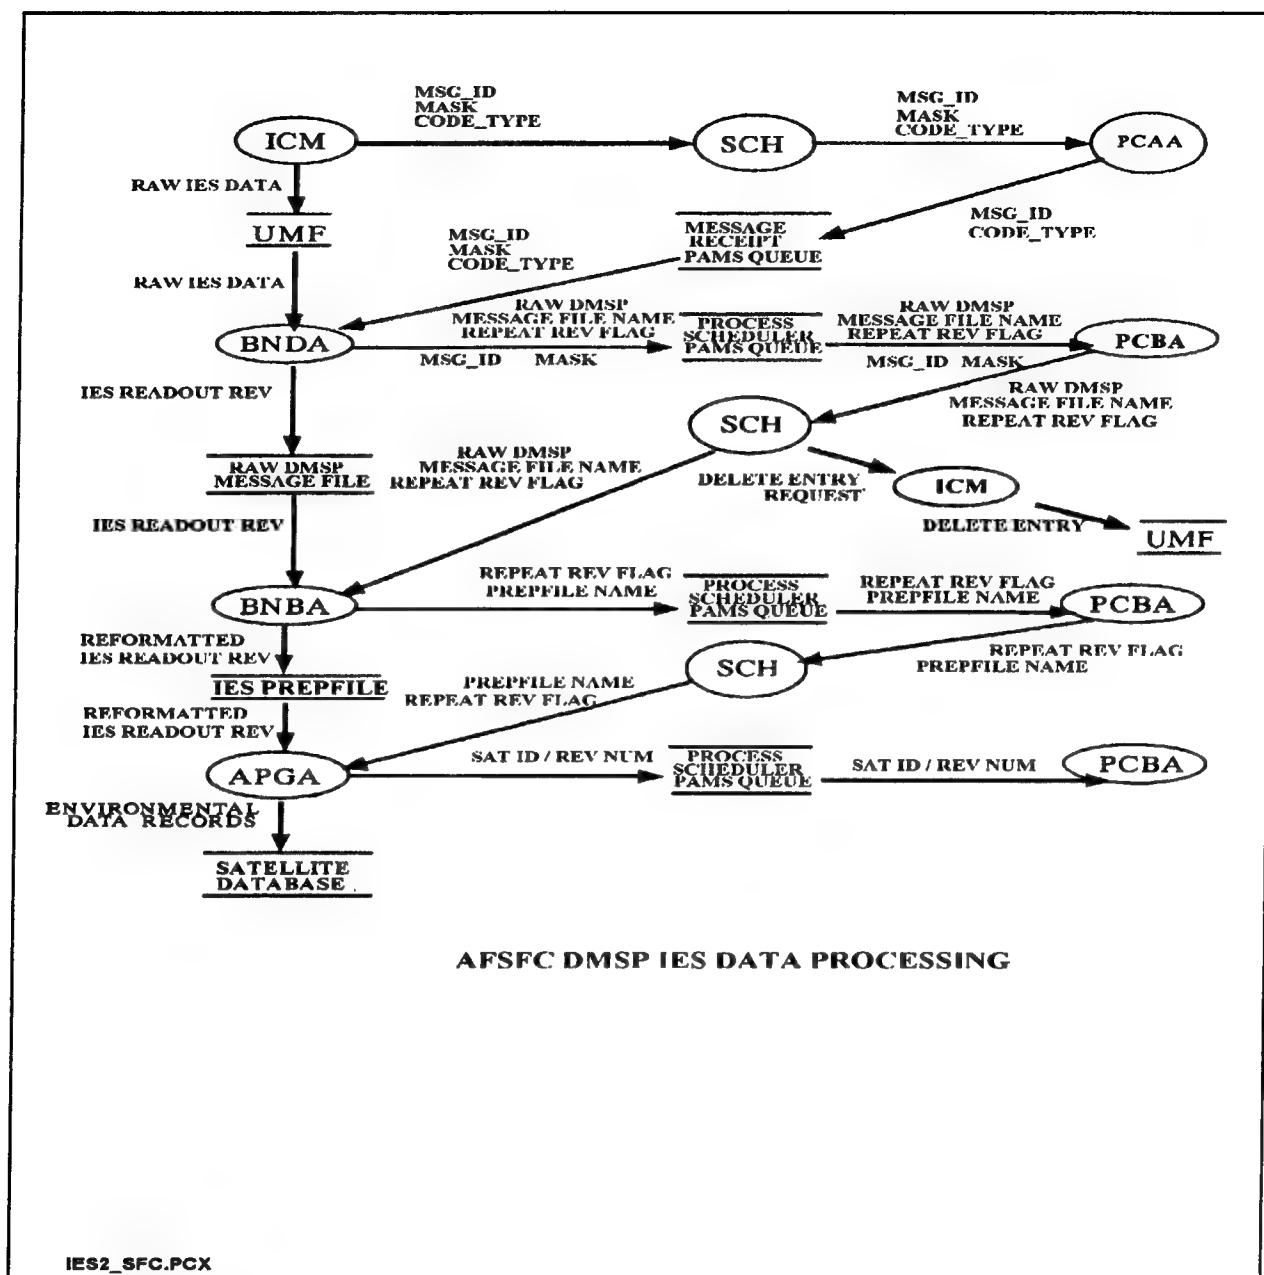 MSG_ID
MASK
CODE_TYPE
MSG_ID
MASK
CODE_TYPE
ICM
SCH
PCAA
RAW IES DATA
UMF
MSG_ID
MASK
CODE_TYPE
MESSAGE
RECEIPT
PAMS QUEUE
MSG_ID
CODE_TYPE
RAW IES DATA
RAW DMSP
MESSAGE FILE NAME
REPEAT REV FLAG
PROCESS
SCHEDULER
PAMS QUEUE
RAW DMSP
MESSAGE FILE NAME
REPEAT REV FLAG
BNDA
PCBA
MSG_ID MASK
MSG_ID MASK
IES READOUT REV
RAW DMSP
MESSAGE FILE NAME
REPEAT REV FLAG
SCH
RAW DMSP
MESSAGE FILE NAME
REPEAT REV FLAG
RAW DMSP
MESSAGE FILE
DELETE ENTRY
REQUEST
ICM
IES READOUT REV
DELETE ENTRY
UMF
REPEAT REV FLAG
PREPFILE NAME
PROCESS
SCHEDULER
PAMS QUEUE
REPEAT REV FLAG
PREPFILE NAME
BNBA
PCBA
REFORMATTED
IES READOUT REV
REPEAT REV FLAG
PREPFILE NAME
SCH
IES PREPFILE
PREPFILE NAME
REPEAT REV FLAG
REFORMATTED
IES READOUT REV
APGA
SAT ID / REV NUM
PROCESS
SCHEDULER
PAMS QUEUE
SAT ID / REV NUM
PCBA
ENVIRONMENTAL
DATA RECORDS
SATELLITE
DATABASE
AFSFC DMSP IES DATA PROCESSING
IES2_SFC.PCX